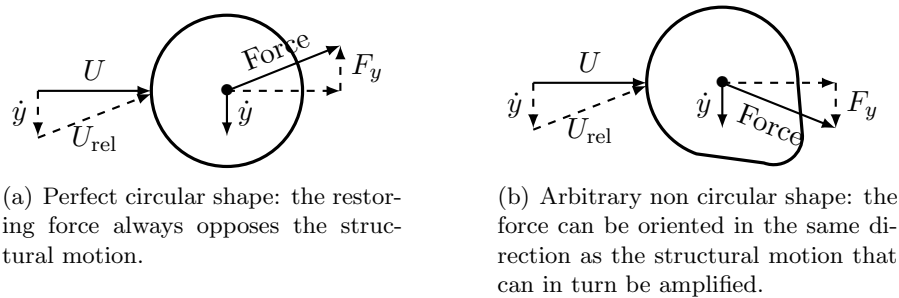 U
ẏ
U_rel
Force
F_y
ẏ
U
ẏ
U_rel
ẏ
Force
F_y
(a) Perfect circular shape: the restor-
ing force always opposes the struc-
tural motion.
(b) Arbitrary non circular shape: the
force can be oriented in the same di-
rection as the structural motion that
can in turn be amplified.